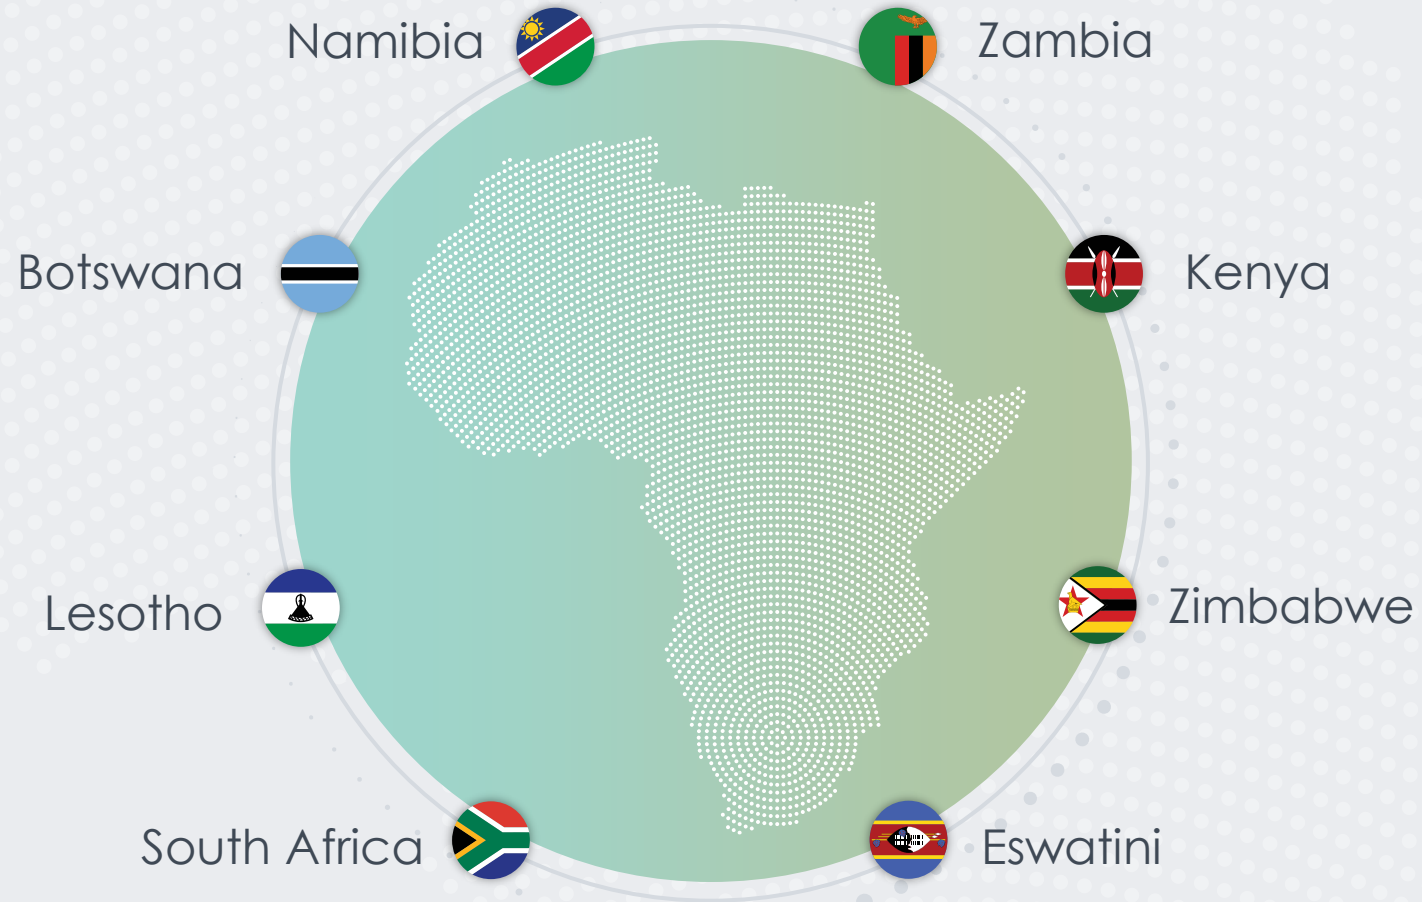 Namibia
Zambia
Botswana
Kenya
Lesotho
Zimbabwe
South Africa
Eswatini